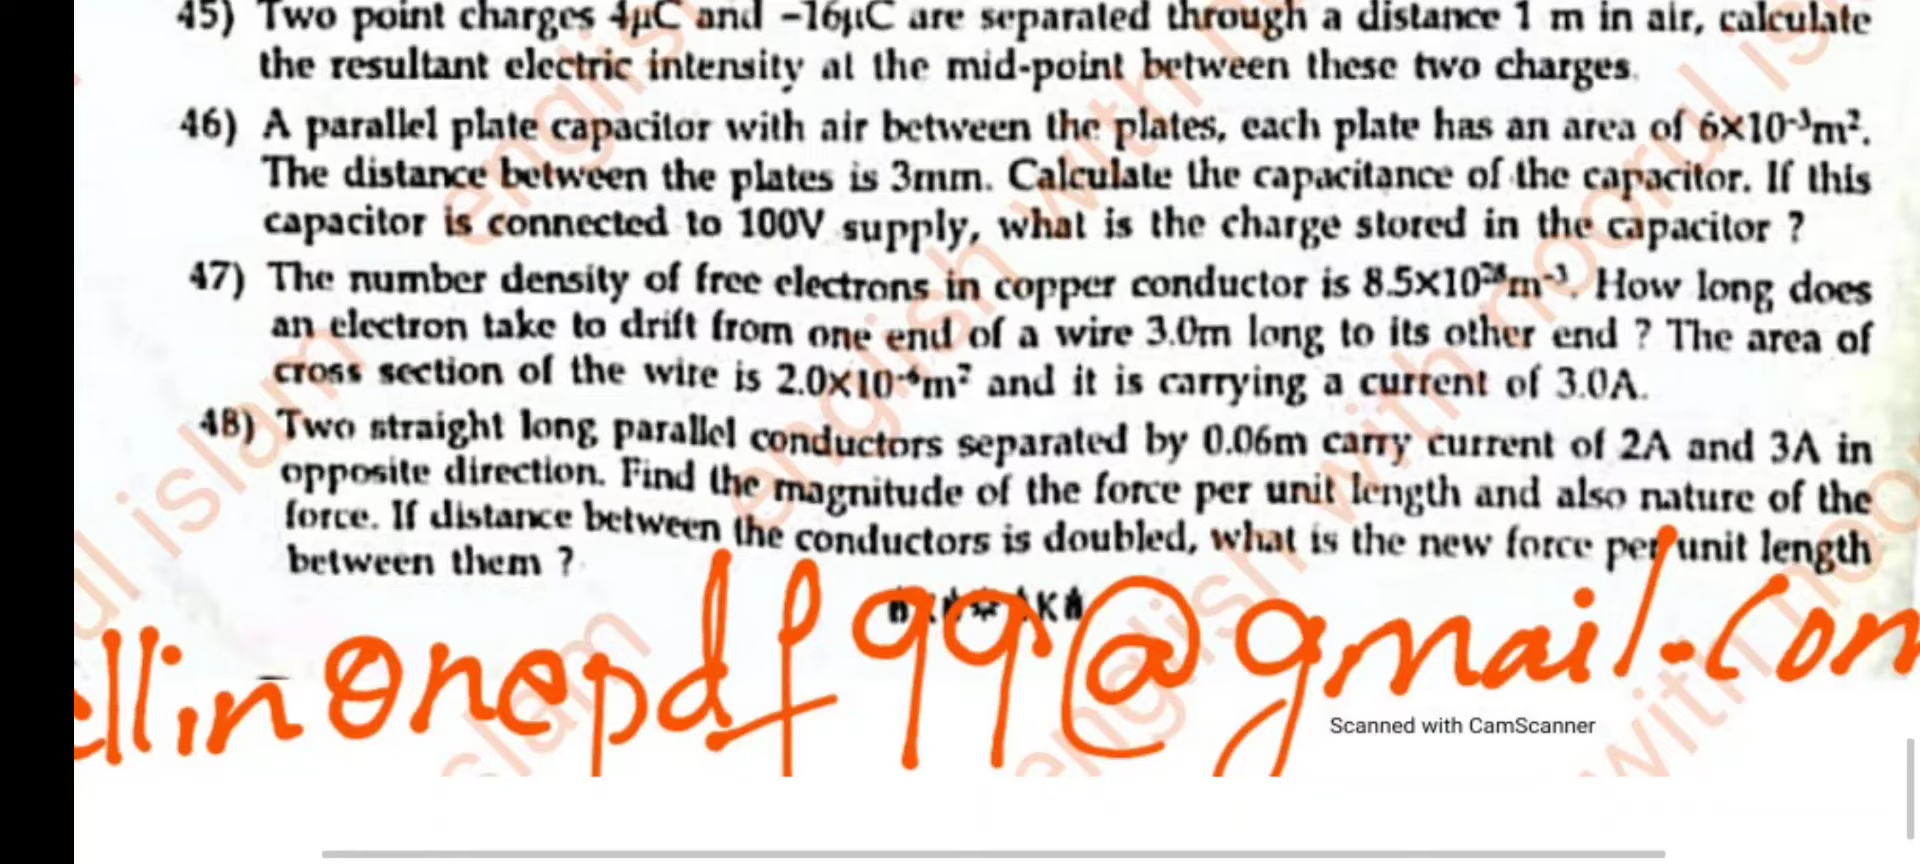 45) Two point charges 4μC and −16μC are separated through a distance 1 m in air, calculate
the resultant electric intensity at the mid-point between these two charges.
46) A parallel plate capacitor with air between the plates, each plate has an area of 6×10⁻³m².
The distance between the plates is 3mm. Calculate the capacitance of the capacitor. If this
capacitor is connected to 100V supply, what is the charge stored in the capacitor ?
47) The number density of free electrons in copper conductor is 8.5×10²⁸m⁻³. How long does
an electron take to drift from one end of a wire 3.0m long to its other end ? The area of
cross section of the wire is 2.0×10⁻⁶m² and it is carrying a current of 3.0A.
48) Two straight long parallel conductors separated by 0.06m carry current of 2A and 3A in
opposite direction. Find the magnitude of the force per unit length and also nature of the
force. If distance between the conductors is doubled, what is the new force per unit length
between them ?
llinonepdf99@gmail.com
Scanned with CamScanner
english with noorul islam